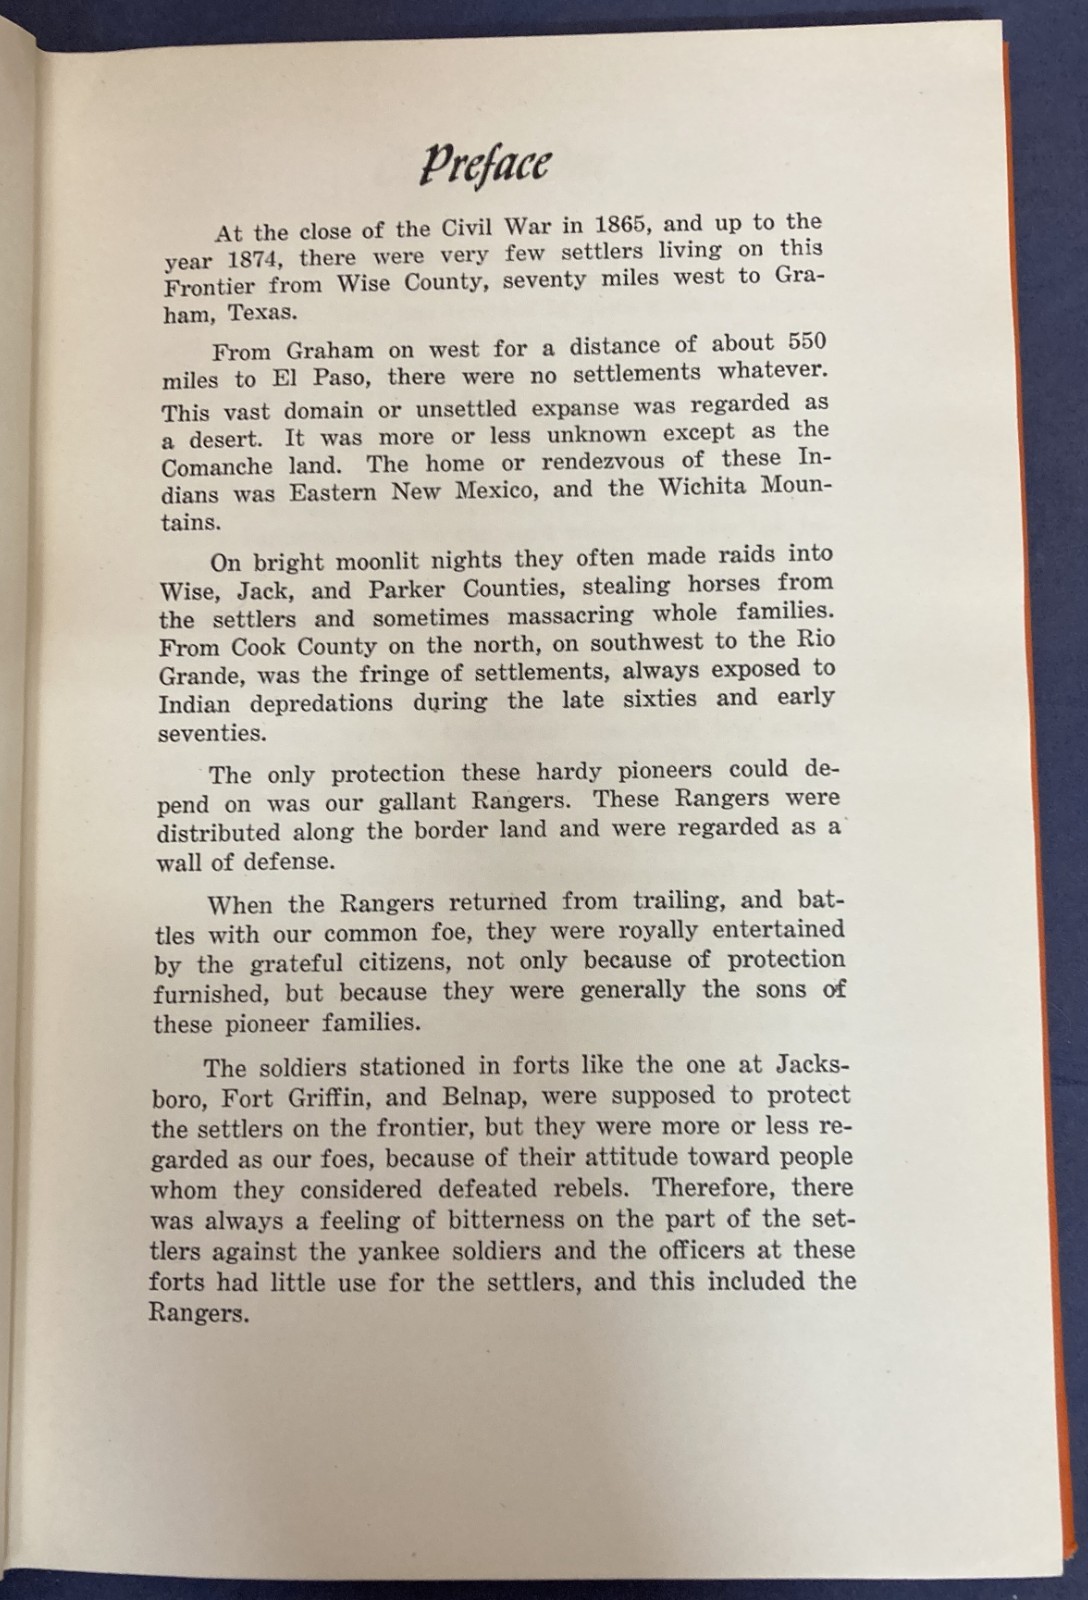 Preface
At the close of the Civil War in 1865, and up to the
year 1874, there were very few settlers living on this
Frontier from Wise County, seventy miles west to Gra-
ham, Texas.
From Graham on west for a distance of about 550
miles to El Paso, there were no settlements whatever.
This vast domain or unsettled expanse was regarded as
a desert. It was more or less unknown except as the
Comanche land. The home or rendezvous of these In-
dians was Eastern New Mexico, and the Wichita Moun-
tains.
On bright moonlit nights they often made raids into
Wise, Jack, and Parker Counties, stealing horses from
the settlers and sometimes massacring whole families.
From Cook County on the north, on southwest to the Rio
Grande, was the fringe of settlements, always exposed to
Indian depredations during the late sixties and early
seventies.
The only protection these hardy pioneers could de-
pend on was our gallant Rangers. These Rangers were
distributed along the border land and were regarded as a
wall of defense.
When the Rangers returned from trailing, and bat-
tles with our common foe, they were royally entertained
by the grateful citizens, not only because of protection
furnished, but because they were generally the sons of
these pioneer families.
The soldiers stationed in forts like the one at Jacks-
boro, Fort Griffin, and Belnap, were supposed to protect
the settlers on the frontier, but they were more or less re-
garded as our foes, because of their attitude toward people
whom they considered defeated rebels. Therefore, there
was always a feeling of bitterness on the part of the set-
tlers against the yankee soldiers and the officers at these
forts had little use for the settlers, and this included the
Rangers.